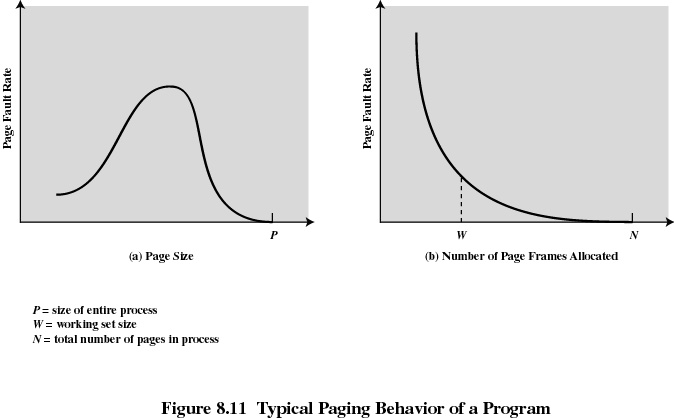 Page Fault Rate
P
(a) Page Size
Page Fault Rate
W
N
(b) Number of Page Frames Allocated
P = size of entire process
W = working set size
N = total number of pages in process
Figure 8.11 Typical Paging Behavior of a Program